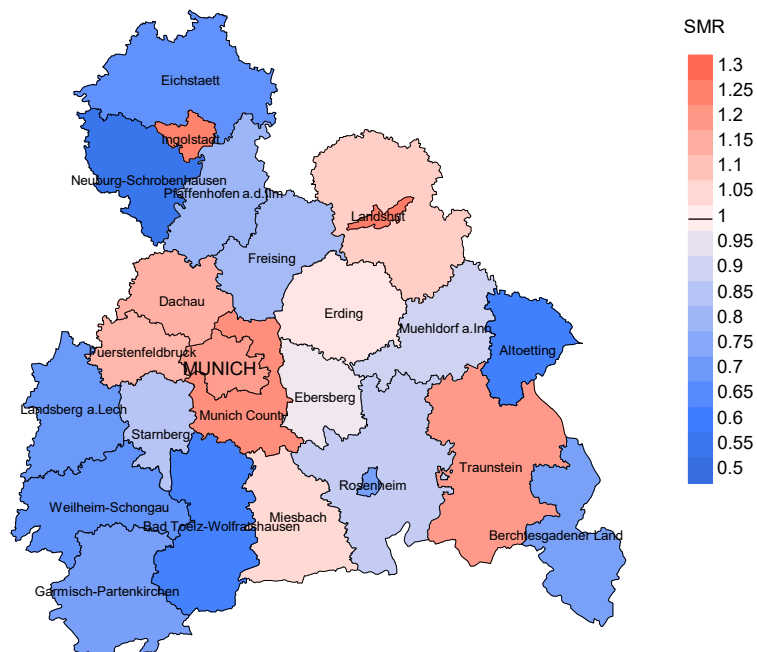 SMR
1.3
1.25
1.2
1.15
1.1
1.05
1
0.95
0.9
0.85
0.8
0.75
0.7
0.65
0.6
0.55
0.5
Eichstaett
Ingolstadt
Neuburg-Schrobenhausen
Pfaffenhofen a.d.Ilm
Landshut
Freising
Dachau
Erding
Muehldorf a.Inn
Altoetting
Fuerstenfeldbruck
MUNICH
Ebersberg
Landsberg a.Lech
Munich County
Starnberg
Traunstein
Rosenheim
Weilheim-Schongau
Miesbach
Bad Toelz-Wolfratshausen
Berchtesgadener Land
Garmisch-Partenkirchen